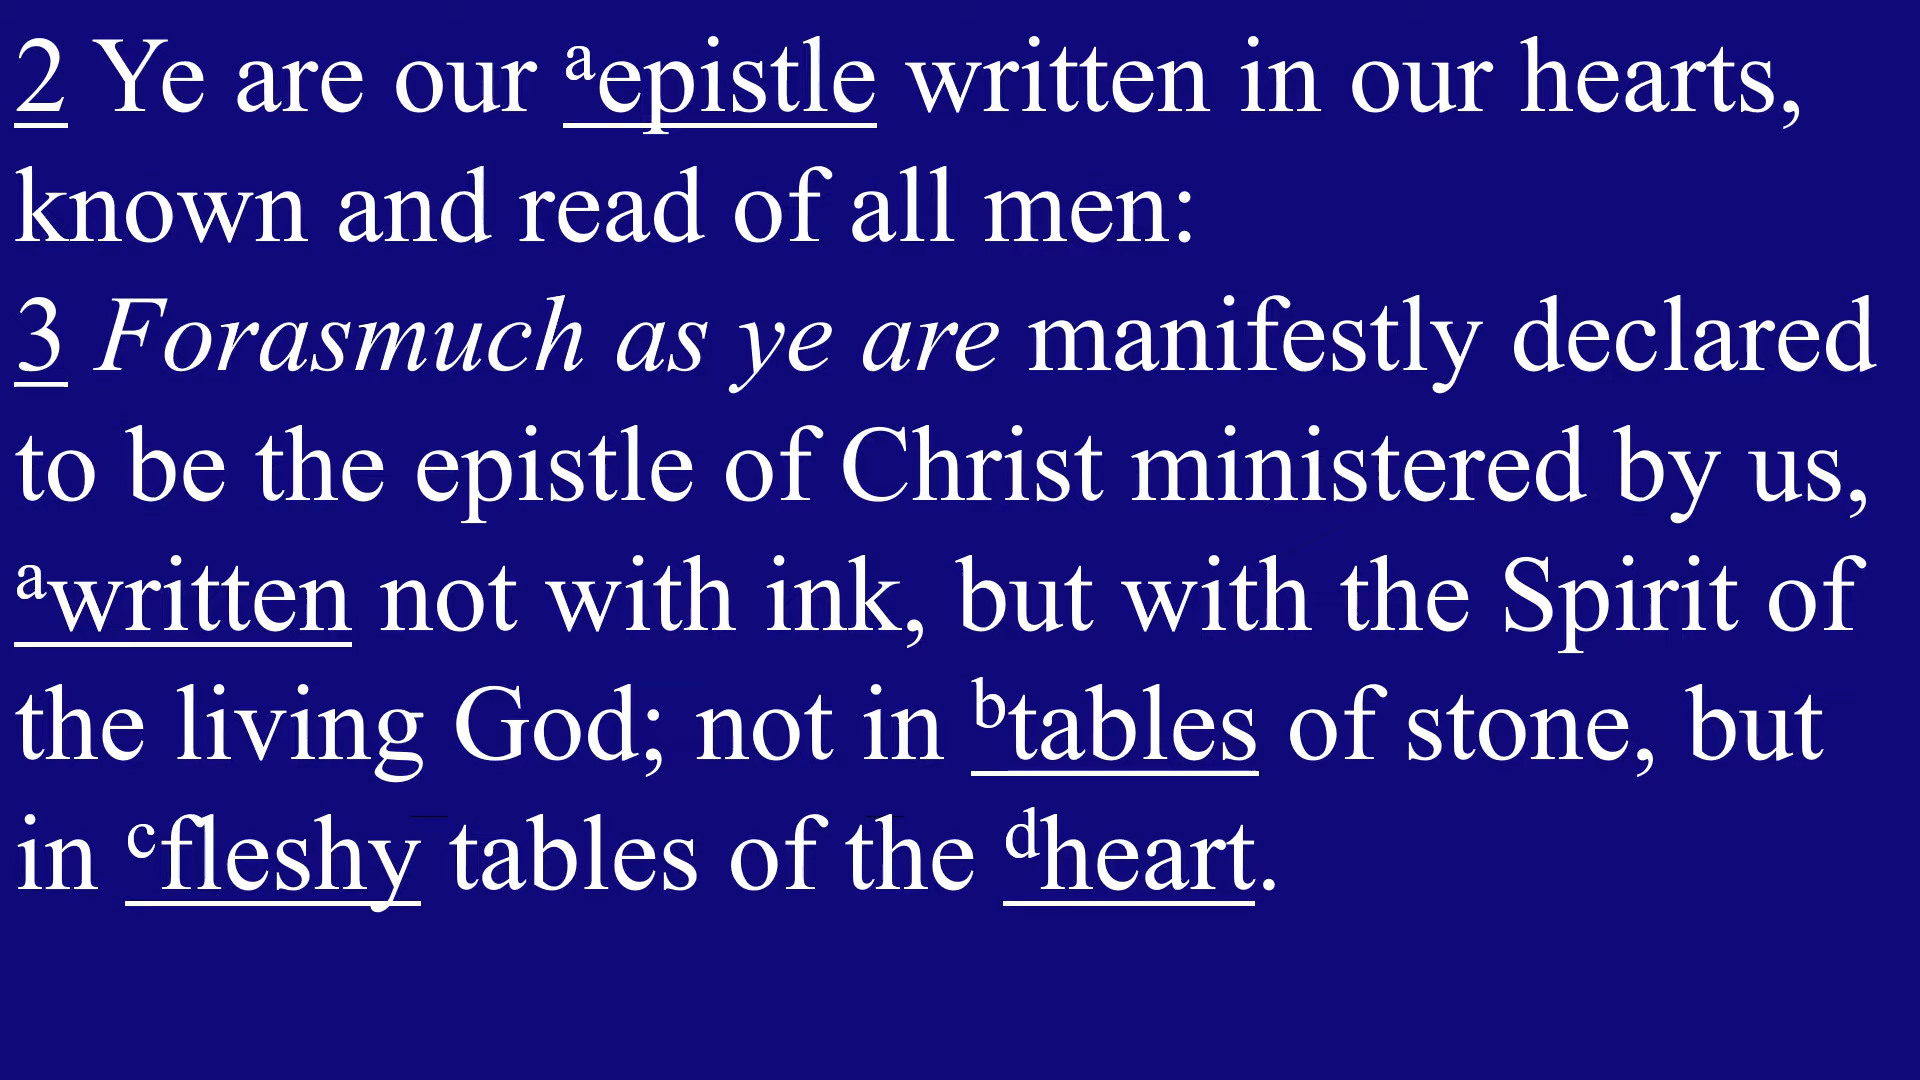 2 Ye are our aepistle written in our hearts,
known and read of all men:
3 Forasmuch as ye are manifestly declared
to be the epistle of Christ ministered by us,
awritten not with ink, but with the Spirit of
the living God; not in btables of stone, but
in cfleshy tables of the dheart.